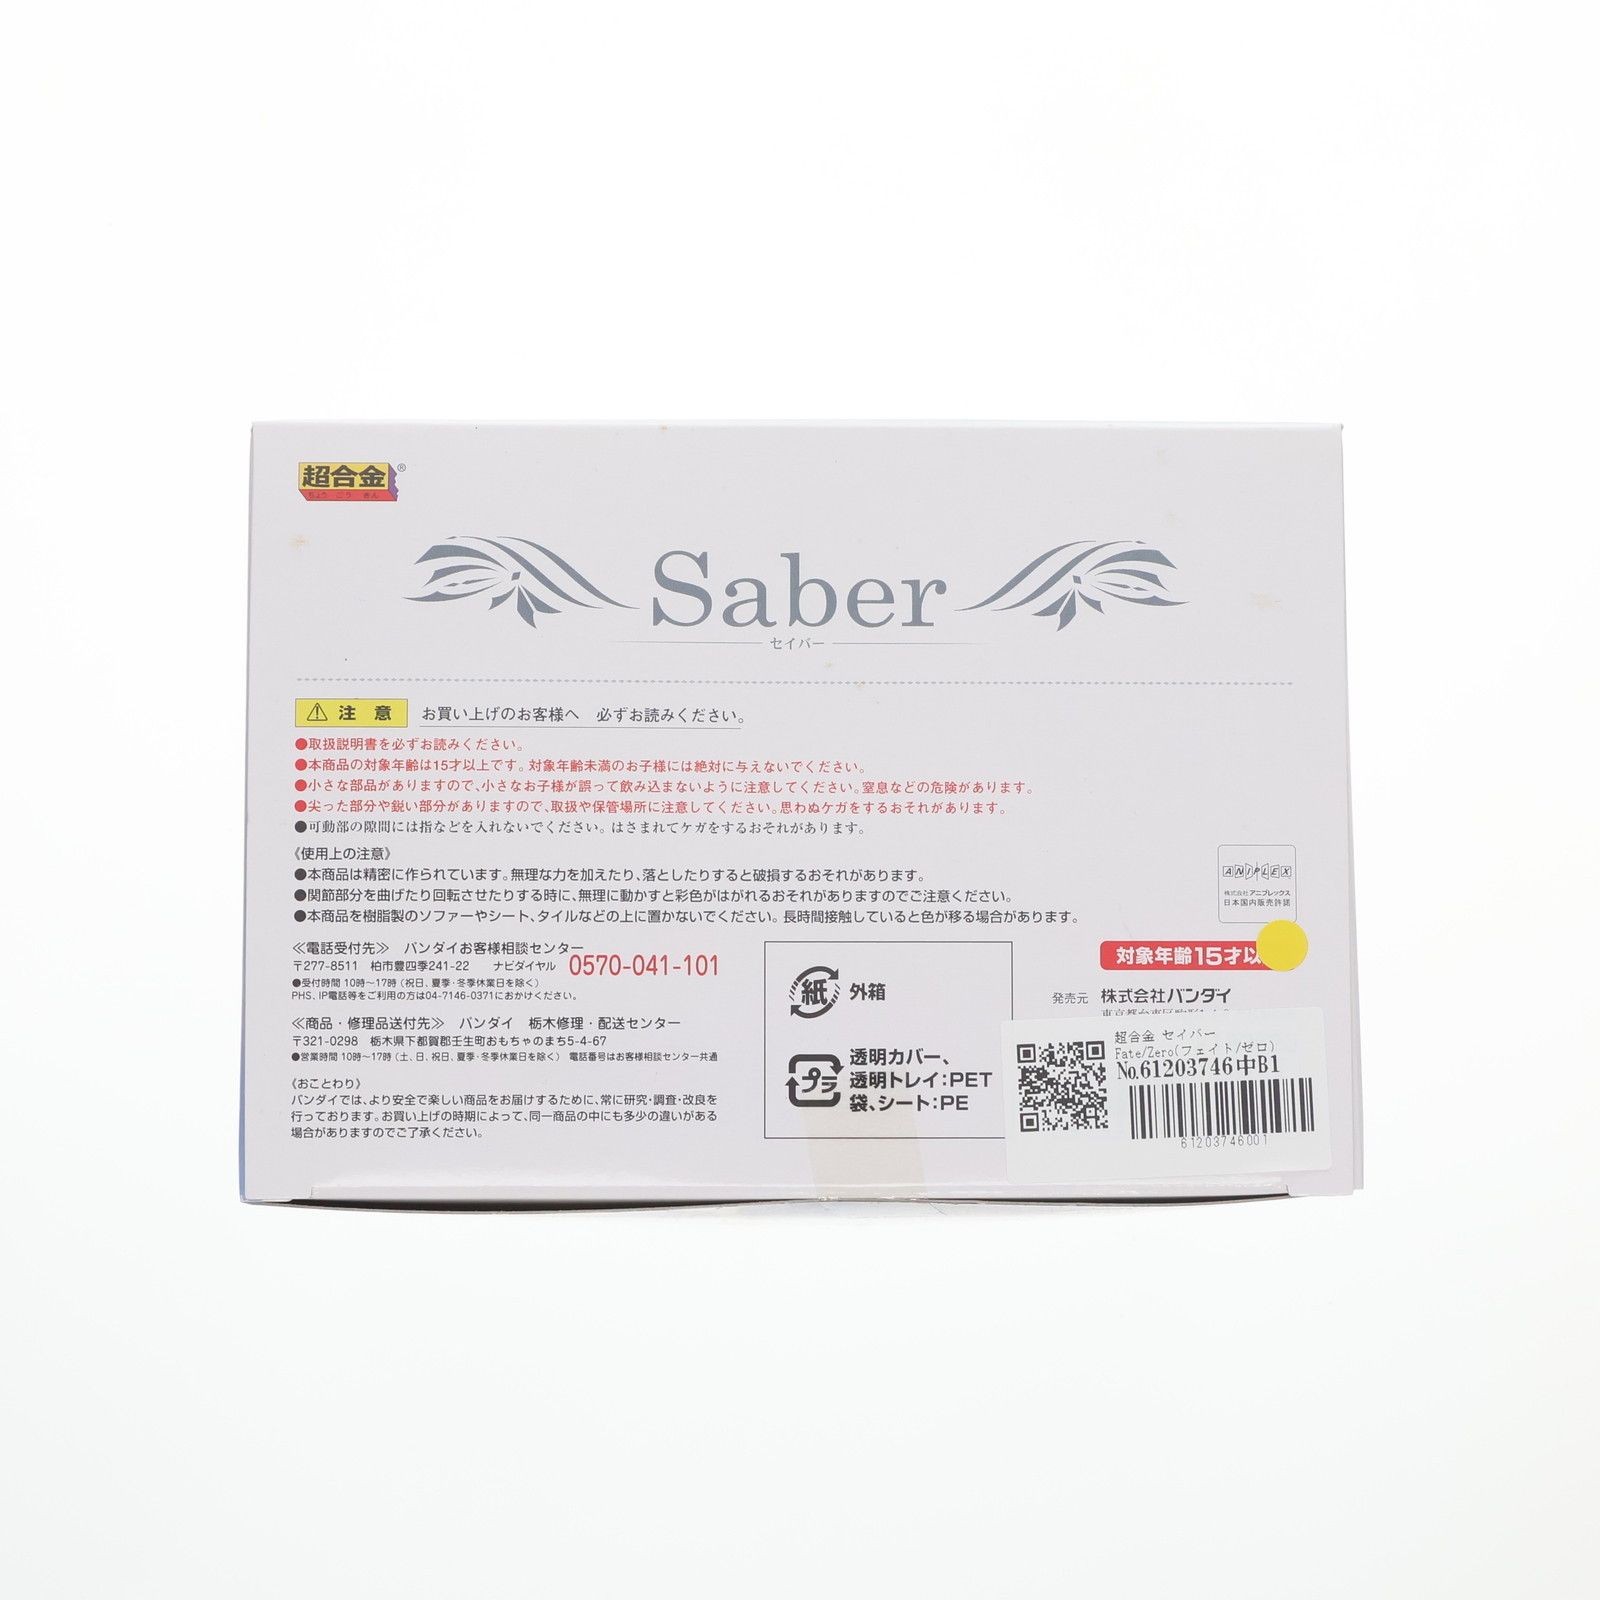 超合金®
ちょう ごう きん
Saber
セイバー
⚠ 注 意 お買い上げのお客様へ 必ずお読みください。
●取扱説明書を必ずお読みください。
●本商品の対象年齢は15才以上です。対象年齢未満のお子様には絶対に与えないでください。
●小さな部品がありますので、小さなお子様が誤って飲み込まないように注意してください。窒息などの危険があります。
●尖った部分や鋭い部分がありますので、取扱や保管場所に注意してください。思わぬケガをするおそれがあります。
●可動部の隙間には指などを入れないでください。はさまれてケガをするおそれがあります。
《使用上の注意》
●本商品は精密に作られています。無理な力を加えたり、落としたりすると破損するおそれがあります。
●関節部分を曲げたり回転させたりする時に、無理に動かすと彩色がはがれるおそれがありますのでご注意ください。
●本商品を樹脂製のソファーやシート、タイルなどの上に置かないでください。長時間接触していると色が移る場合があります。
ANIPLEX
株式会社アニプレックス
日本国内販売許諾
≪電話受付先≫ バンダイお客様相談センター
〒277-8511 柏市豊四季241-22 ナビダイヤル 0570-041-101
●受付時間 10時～17時(祝日、夏季・冬季休業日を除く)
PHS、IP電話等をご利用の方は04-7146-0371におかけください。
≪商品・修理品送付先≫ バンダイ 栃木修理・配送センター
〒321-0298 栃木県下都賀郡壬生町おもちゃのまち5-4-67
●営業時間 10時～17時(土、日、祝日、夏季・冬季休業日を除く) 電話番号はお客様相談センター共通
《おことわり》
バンダイでは、より安全で楽しい商品をお届けするために、常に研究・調査・改良を
行っております。お買い上げの時期によって、同一商品の中にも多少の違いがある
場合がありますのでご了承ください。
紙 外箱
プラ 透明カバー、
透明トレイ:PET
袋、シート:PE
対象年齢15才以
発売元 株式会社バンダイ
超合金 セイバー
Fate/Zero(フェイト/ゼロ)
No.61203746中B1
61203746001